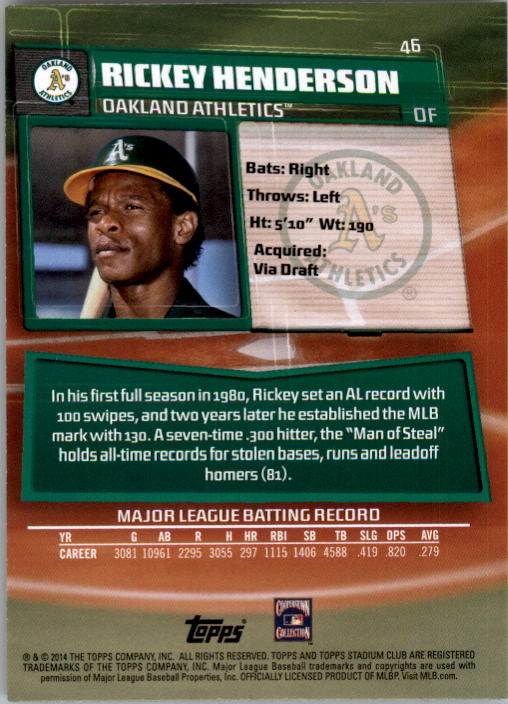 46
OAKLAND
A's
ATHLETICS
RICKEY HENDERSON
OAKLAND ATHLETICS™
OF
A's
Bats: Right
Throws: Left
Ht: 5'10" Wt: 190
Acquired:
Via Draft
OAKLAND
A's
ATHLETICS
®
In his first full season in 1980, Rickey set an AL record with
100 swipes, and two years later he established the MLB
mark with 130. A seven-time .300 hitter, the "Man of Steal"
holds all-time records for stolen bases, runs and leadoff
homers (81).
MAJOR LEAGUE BATTING RECORD
YR G AB R H HR RBI SB TB SLG OPS AVG
CAREER 3081 10961 2295 3055 297 1115 1406 4588 .419 .820 .279
Topps®
COOPERSTOWN
COLLECTION
® & © 2014 THE TOPPS COMPANY, INC. ALL RIGHTS RESERVED. TOPPS AND TOPPS STADIUM CLUB ARE REGISTERED
TRADEMARKS OF THE TOPPS COMPANY, INC. Major League Baseball trademarks and copyrights are used with
permission of Major League Baseball Properties, Inc. OFFICIALLY LICENSED PRODUCT OF MLBP. Visit MLB.com.